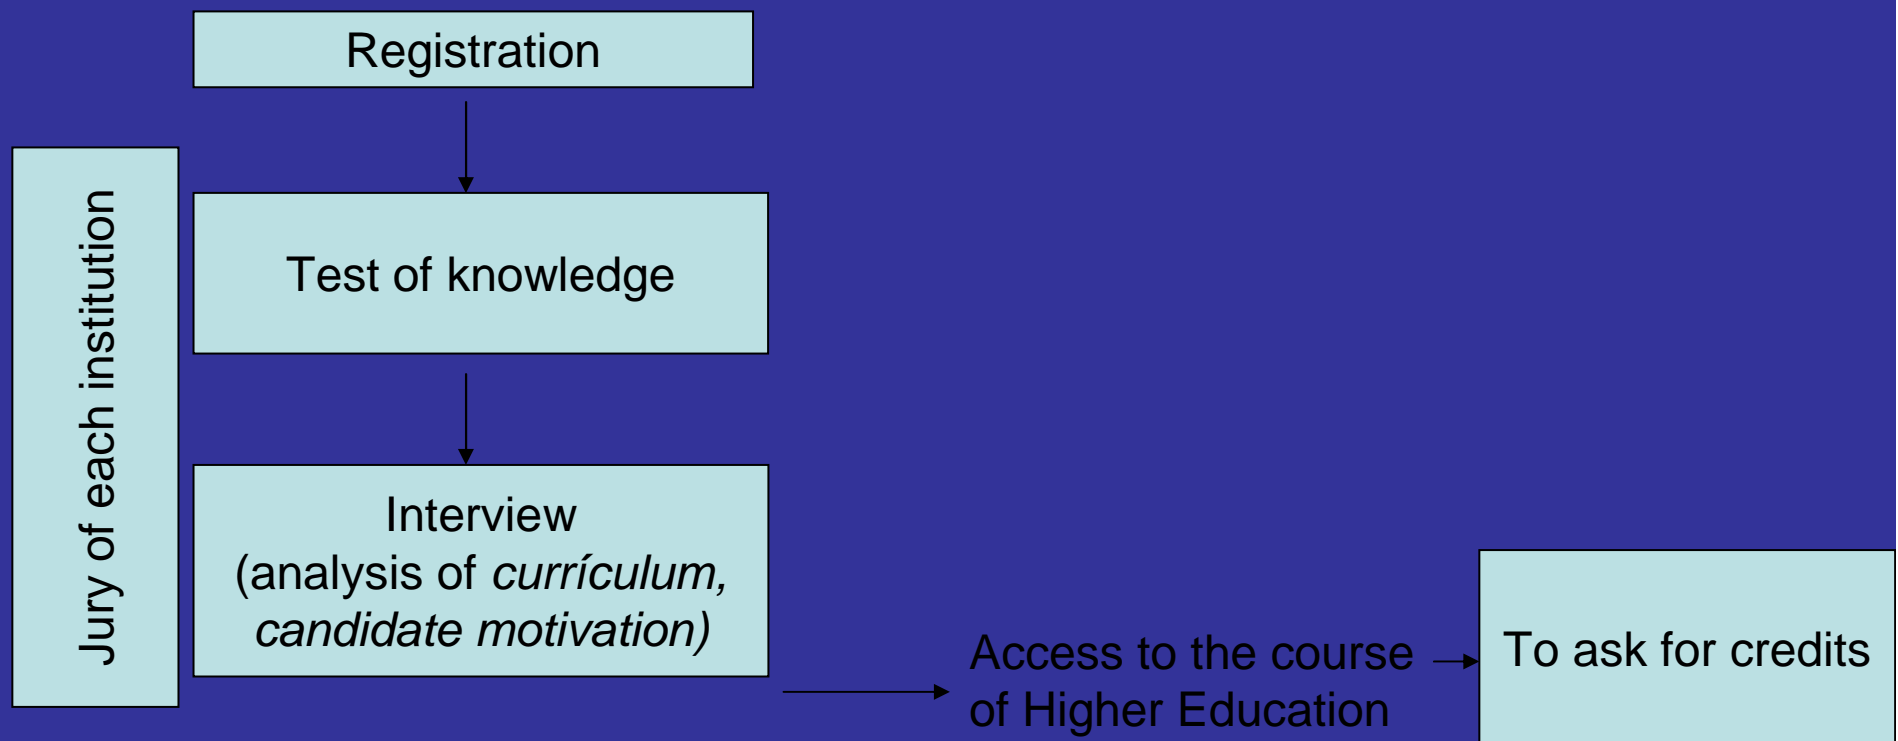 Registration
Jury of each institution
Test of knowledge
Interview
(analysis of currículum,
candidate motivation)
Access to the course
of Higher Education
To ask for credits